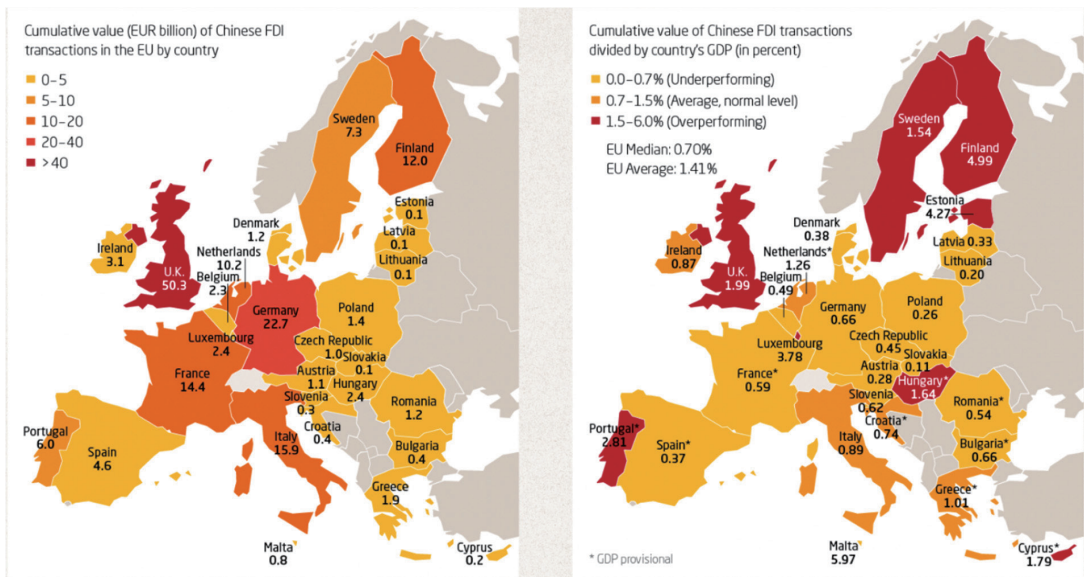 Cumulative value (EUR billion) of Chinese FDI
transactions in the EU by country
0–5
5–10
10–20
20–40
>40
Sweden
7.3
Finland
12.0
Estonia
0.1
Latvia
0.1
Lithuania
0.1
Denmark
1.2
Netherlands
10.2
Belgium
2.3
Ireland
3.1
U.K.
50.3
Germany
22.7
Poland
1.4
Luxembourg
2.4
Czech Republic
1.0
Slovakia
0.1
Austria
1.1
Hungary
2.4
France
14.4
Slovenia
0.3
Romania
1.2
Croatia
0.4
Portugal
6.0
Spain
4.6
Italy
15.9
Bulgaria
0.4
Greece
1.9
Malta
0.8
Cyprus
0.2
Cumulative value of Chinese FDI transactions
divided by country's GDP (in percent)
0.0–0.7% (Underperforming)
0.7–1.5% (Average, normal level)
1.5–6.0% (Overperforming)
EU Median: 0.70%
EU Average: 1.41%
Sweden
1.54
Finland
4.99
Estonia
4.27
Latvia 0.33
Lithuania
0.20
Denmark
0.38
Netherlands*
1.26
Belgium
0.49
Ireland
0.87
U.K.
1.99
Germany
0.66
Poland
0.26
Luxembourg
3.78
Czech Republic
0.45
Slovakia
0.11
Austria
0.28
Hungary*
1.64
France*
0.59
Slovenia
0.62
Romania*
0.54
Croatia*
0.74
Portugal*
2.81
Spain*
0.37
Italy
0.89
Bulgaria*
0.66
Greece*
1.01
Malta
5.97
Cyprus*
1.79
* GDP provisional